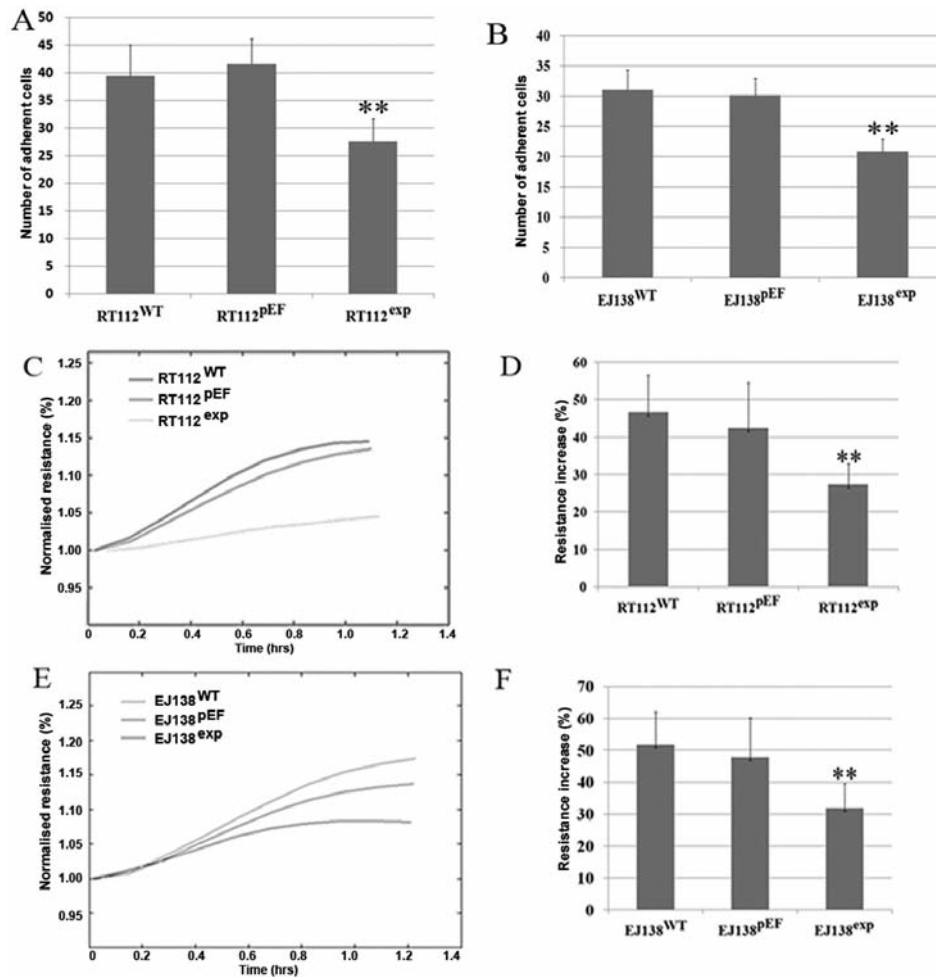 A
Number of adherent cells
50
45
40
35
30
25
20
15
10
5
0
**
RT112WT
RT112pEF
RT112exp
B
Number of adherent cells
40
35
30
25
20
15
10
5
0
**
EJ138WT
EJ138pEF
EJ138exp
C
Normalised resistance (%)
1.25
1.20
1.15
1.10
1.05
1.00
0.95
RT112WT
RT112pEF
RT112exp
0 0.2 0.4 0.6 0.8 1.0 1.2 1.4
Time (hrs)
D
Resistance increase (%)
60
50
40
30
20
10
0
**
RT112WT
RT112pEF
RT112exp
E
Normalised resistance (%)
1.25
1.20
1.15
1.10
1.05
1.00
0.95
EJ138WT
EJ138pEF
EJ138exp
0 0.2 0.4 0.6 0.8 1.0 1.2 1.4
Time (hrs)
F
Resistance increase (%)
70
60
50
40
30
20
10
0
**
EJ138WT
EJ138pEF
EJ138exp